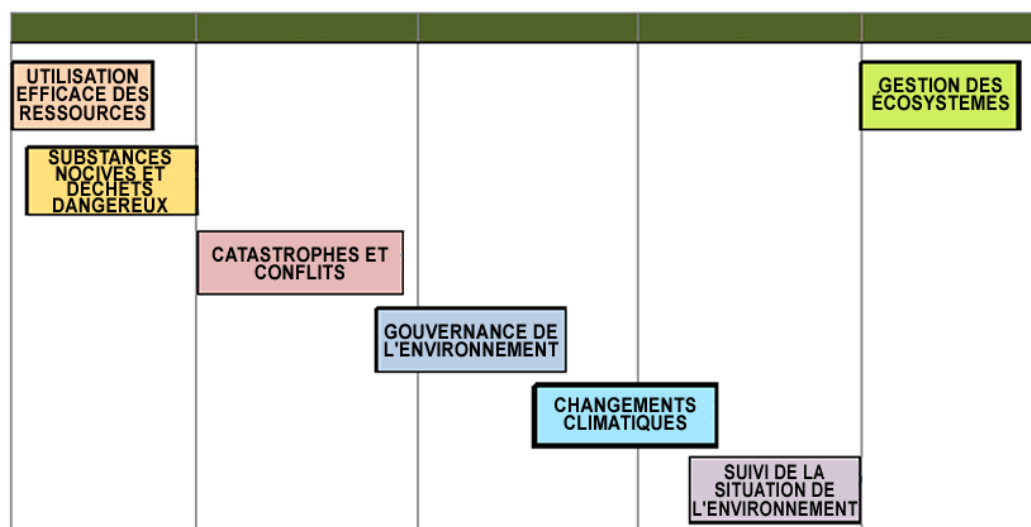 UTILISATION
EFFICACE DES
RESSOURCES
GESTION DES
ÉCOSYSTEMES
SUBSTANCES
NOCIVES ET
DECHETS
DANGEREUX
CATASTROPHES ET
CONFLITS
GOUVERNANCE DE
L'ENVIRONNEMENT
CHANGEMENTS
CLIMATIQUES
SUIVI DE LA
SITUATION DE
L'ENVIRONNEMENT